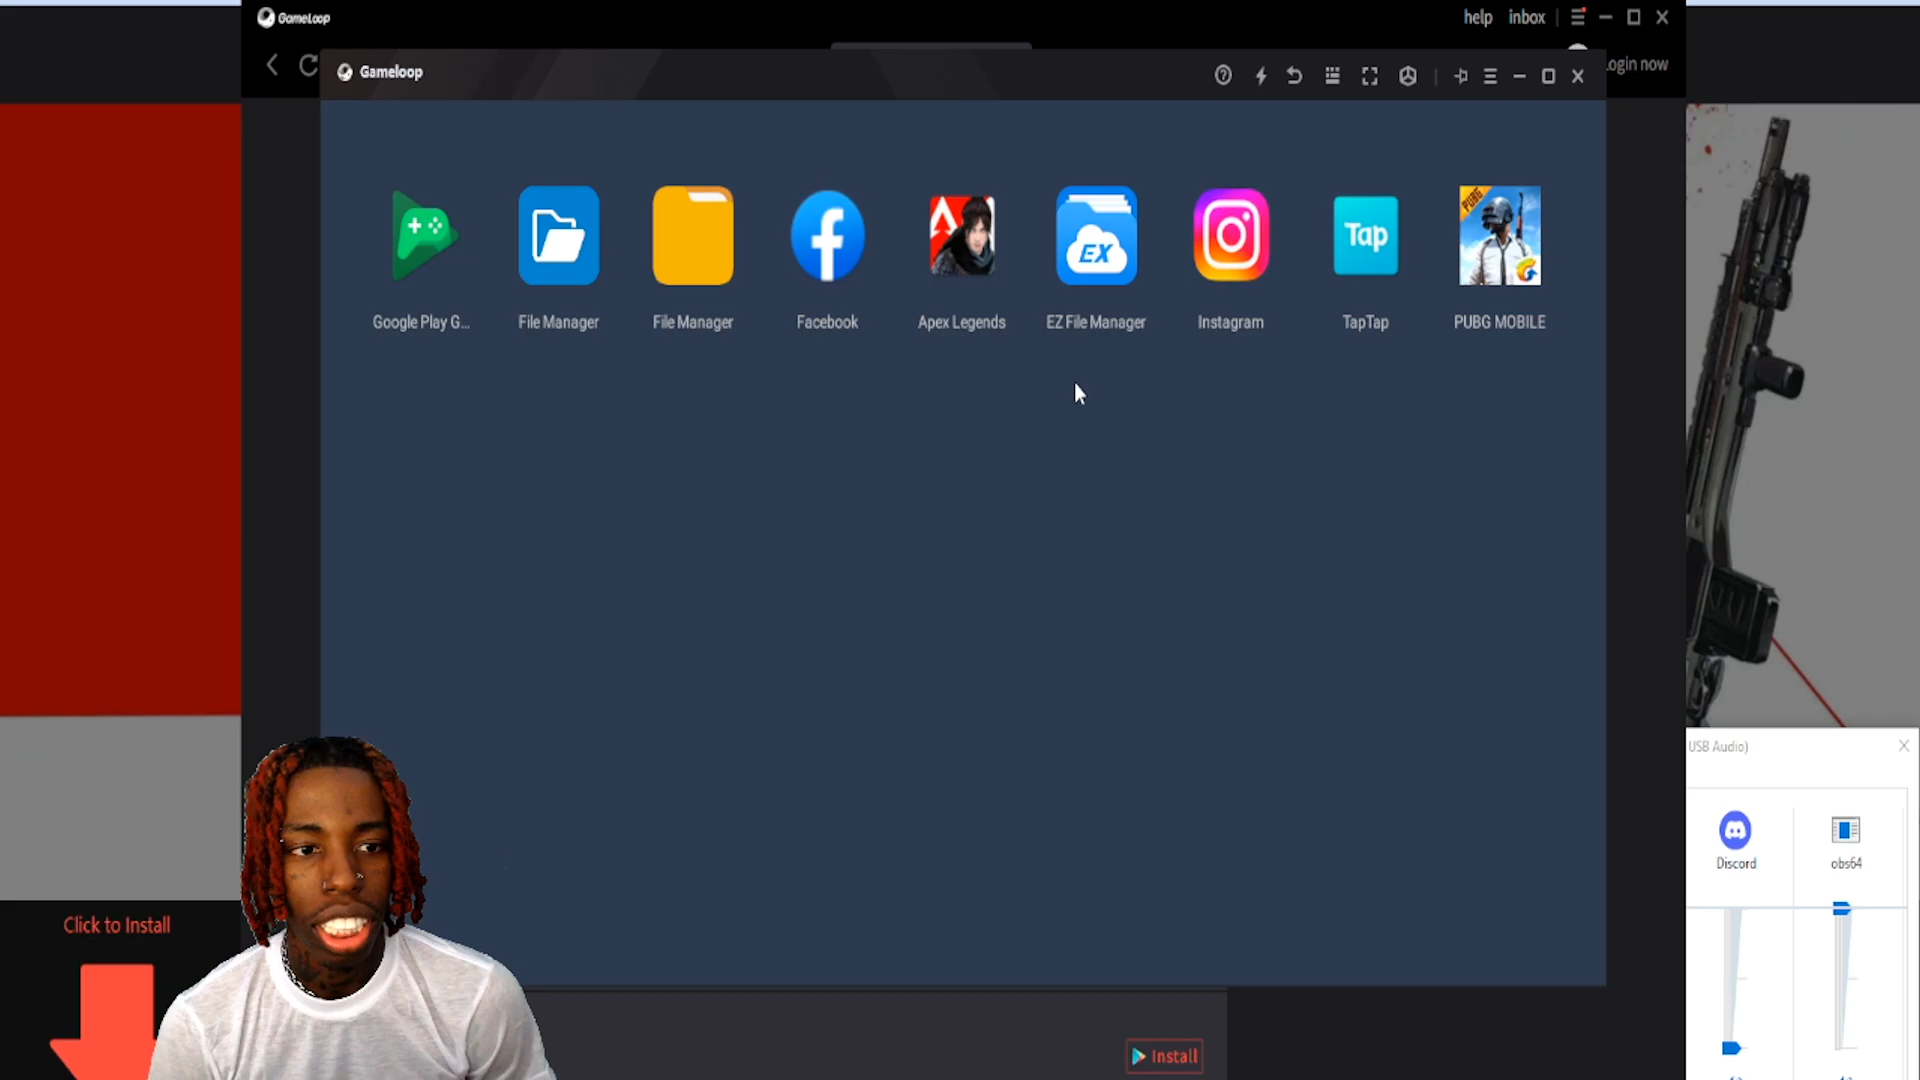 GameLoop
help
inbox
Login now
Gameloop
Google Play G...
File Manager
File Manager
Facebook
Apex Legends
EX
EZ File Manager
Instagram
Tap
TapTap
PUBG
PUBG MOBILE
USB Audio)
Discord
obs64
Click to Install
Install